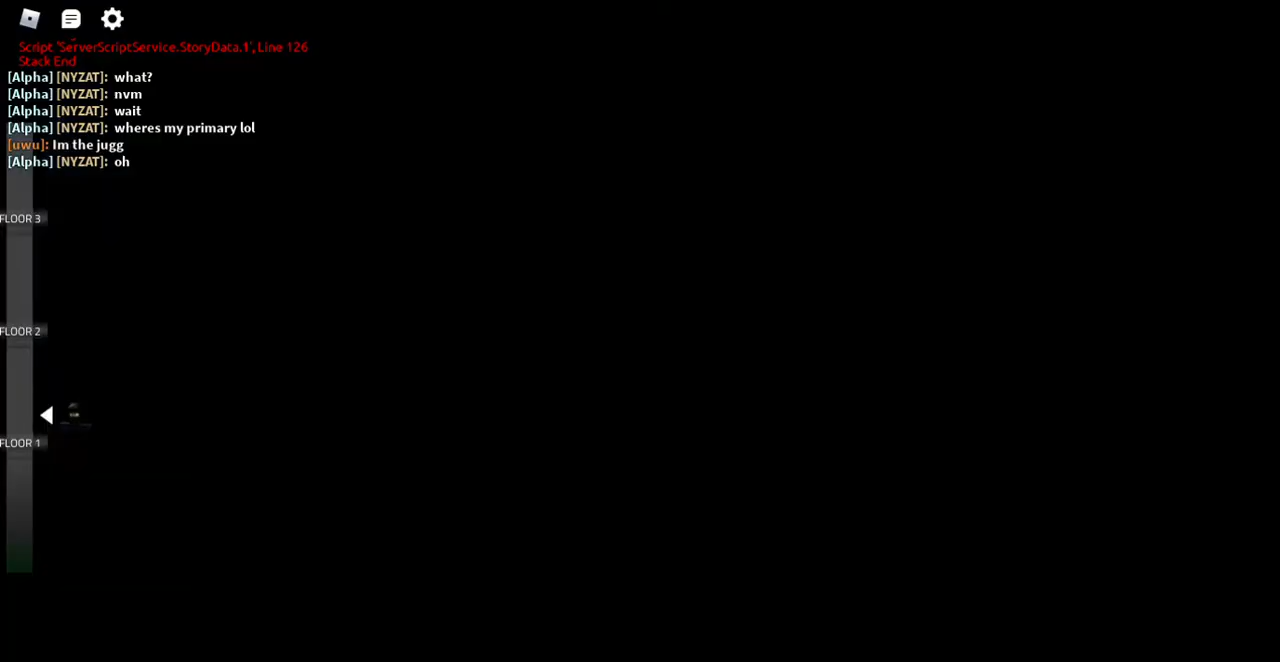 Script 'ServerScriptService.StoryData.1', Line 126
Stack End
[Alpha] [NYZAT]: what?
[Alpha] [NYZAT]: nvm
[Alpha] [NYZAT]: wait
[Alpha] [NYZAT]: wheres my primary lol
[uwu]: Im the jugg
[Alpha] [NYZAT]: oh
FLOOR 3
FLOOR 2
FLOOR 1